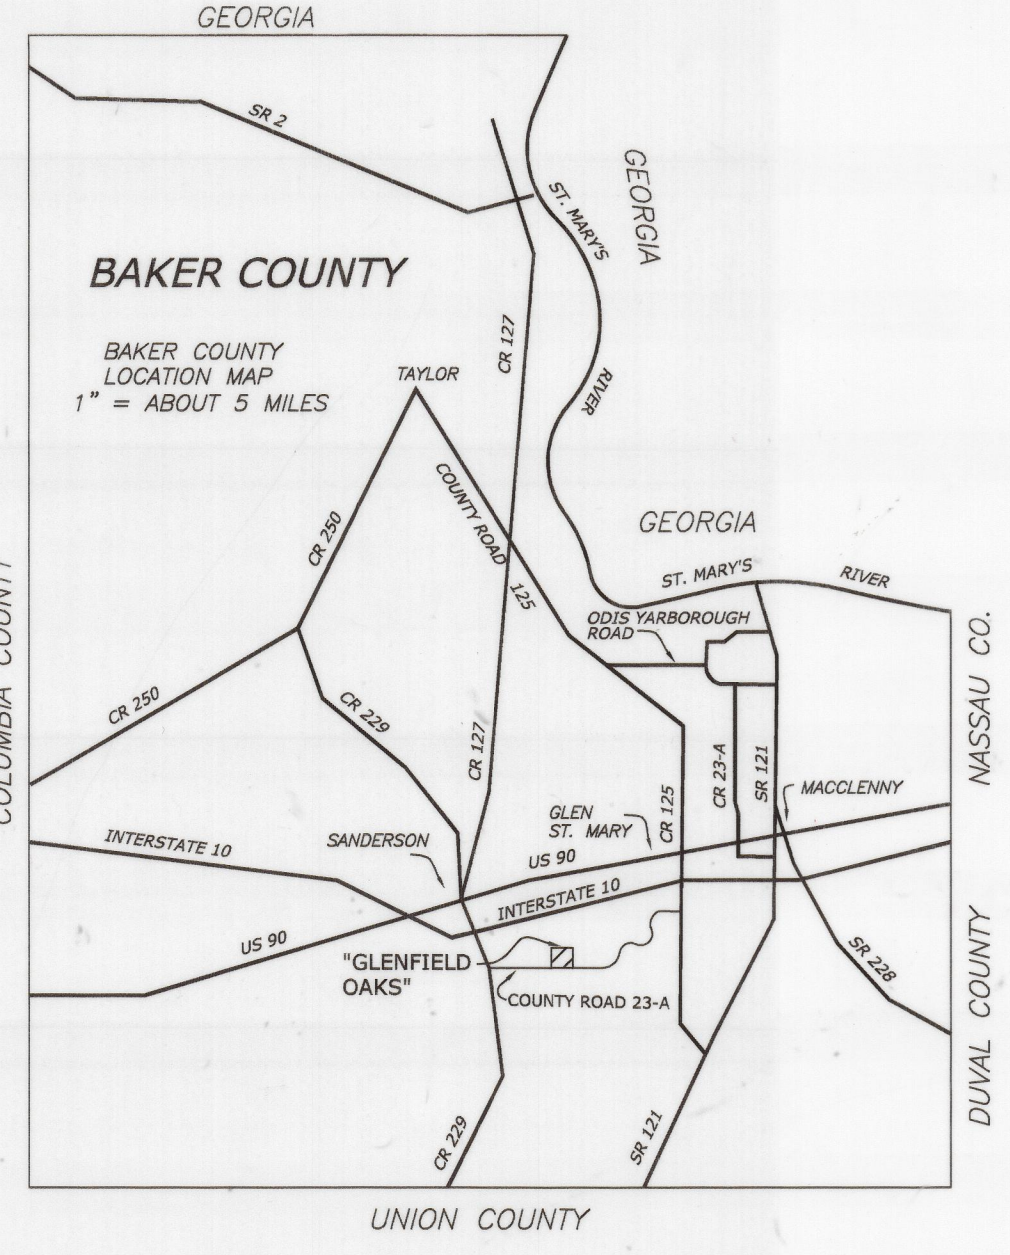 GEORGIA
SR 2
GEORGIA
ST. MARY'S
BAKER COUNTY
CR 127
BAKER COUNTY
LOCATION MAP
1" = ABOUT 5 MILES
TAYLOR
RIVER
COUNTY ROAD
125
CR 250
GEORGIA
ST. MARY'S
RIVER
ODIS YARBOROUGH
ROAD
COLUMBIA COUNTY
NASSAU CO.
CR 250
CR 229
CR 127
CR 125
CR 23-A
SR 121
MACCLENNY
GLEN
ST. MARY
INTERSTATE 10
SANDERSON
US 90
INTERSTATE 10
US 90
"GLENFIELD
OAKS"
COUNTY ROAD 23-A
SR 228
DUVAL COUNTY
CR 229
SR 121
UNION COUNTY